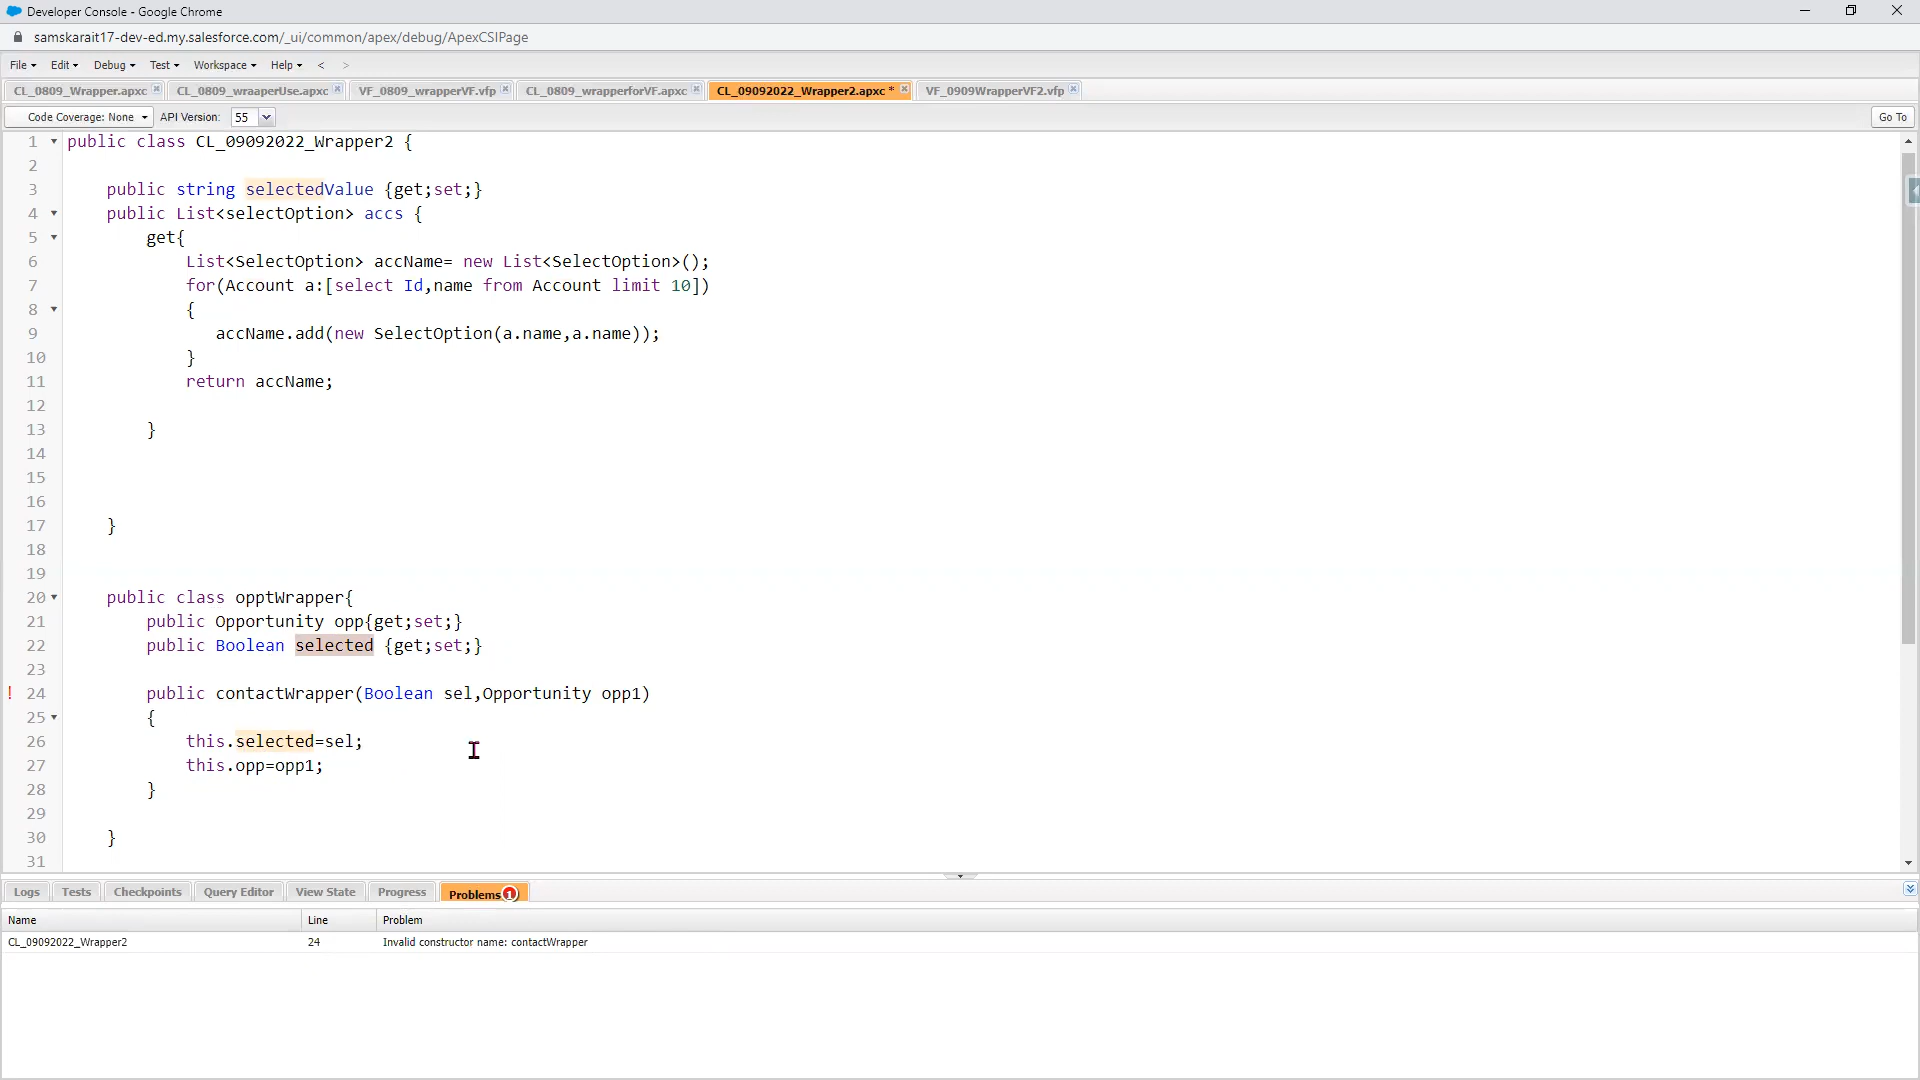 Developer Console - Google Chrome
samskarait17-dev-ed.my.salesforce.com/_ui/common/apex/debug/ApexCSIPage
File Edit Debug Test Workspace Help < >
CL_0809_Wrapper.apxc CL_0809_wraaperUse.apxc VF_0809_wrapperVF.vfp CL_0809_wrapperforVF.apxc CL_09092022_Wrapper2.apxc * VF_0909WrapperVF2.vfp
Code Coverage: None API Version: 55 Go To
1 public class CL_09092022_Wrapper2 {
2
3 public string selectedValue {get;set;}
4 public List<selectOption> accs {
5 get{
6 List<SelectOption> accName= new List<SelectOption>();
7 for(Account a:[select Id,name from Account limit 10])
8 {
9 accName.add(new SelectOption(a.name,a.name));
10 }
11 return accName;
12
13 }
14
15
16
17 }
18
19
20 public class opptWrapper{
21 public Opportunity opp{get;set;}
22 public Boolean selected {get;set;}
23
! 24 public contactWrapper(Boolean sel,Opportunity opp1)
25 {
26 this.selected=sel;
27 this.opp=opp1;
28 }
29
30 }
31
Logs Tests Checkpoints Query Editor View State Progress Problems 1
Name Line Problem
CL_09092022_Wrapper2 24 Invalid constructor name: contactWrapper